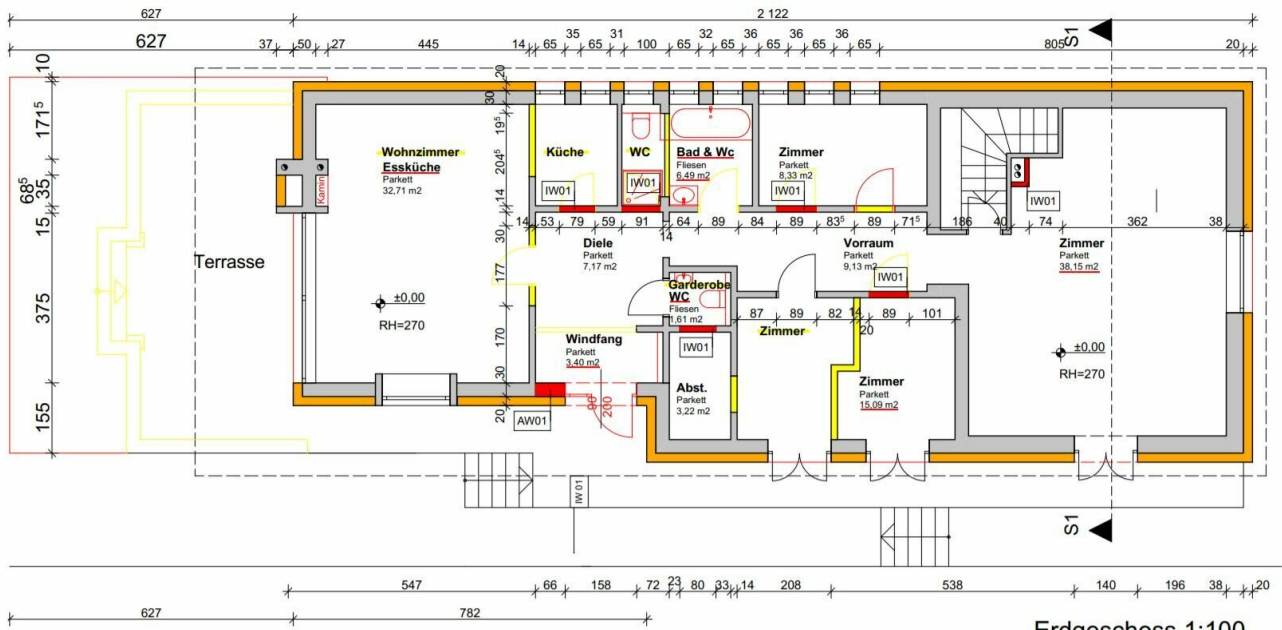 627
2 122
627
37
50
27
445
14
65
35
65
31
100
65
32
65
36
65
36
65
36
65
805
20
S1
10
171⁵
35
68⁵
15
375
155
20
30
19⁵
204⁵
14
30
177
170
30
20
Wohnzimmer
Essküche
Parkett
32,71 m2
Kamin
Küche
IW01
WC
IW01
Bad & Wc
Fliesen
6,49 m2
Zimmer
Parkett
8,33 m2
IW01
IW01
14
53
79
59
91
14
64
89
84
89
83⁵
89
71⁵
186
40
74
362
38
Terrasse
Diele
Parkett
7,17 m2
Vorraum
Parkett
9,13 m2
Zimmer
Parkett
38,15 m2
Garderobe
WC
Fliesen
1,61 m2
IW01
±0,00
RH=270
87
89
82
14
20
89
101
Windfang
Parkett
3,40 m2
IW01
Zimmer
±0,00
RH=270
Abst.
Parkett
3,22 m2
Zimmer
Parkett
15,09 m2
90
200
AW01
IW 01
S1
547
66
158
72
23
80
33
14
208
538
140
196
38
20
627
782
Erdgeschoss 1:100